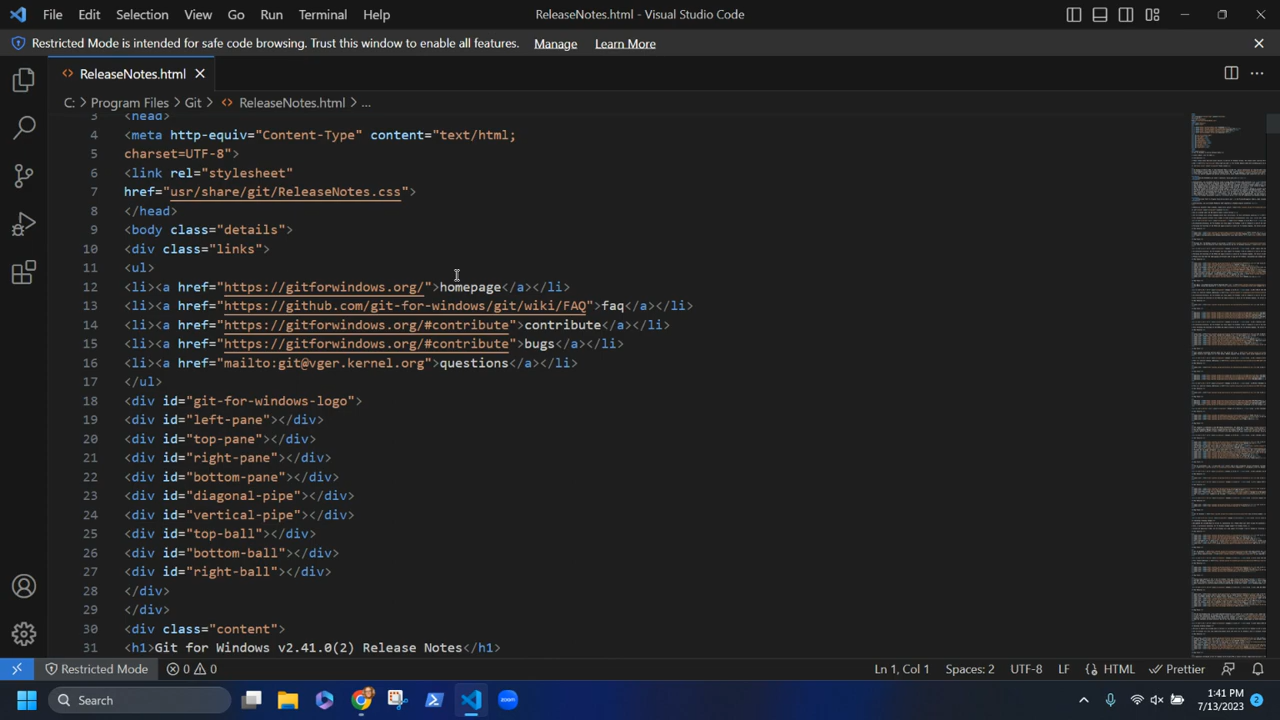 File Edit Selection View Go Run Terminal Help ReleaseNotes.html - Visual Studio Code
Restricted Mode is intended for safe code browsing. Trust this window to enable all features. Manage Learn More
ReleaseNotes.html
C: > Program Files > Git > ReleaseNotes.html > ...
3 <head>
4 <meta http-equiv="Content-Type" content="text/html;
5 charset=UTF-8">
6 <link rel="stylesheet"
7 href="usr/share/git/ReleaseNotes.css">
8 </head>
9 <body class="details">
10 <div class="links">
11 <ul>
12 <li><a href="https://gitforwindows.org/">homepage</a></li>
13 <li><a href="https://github.com/git-for-windows/git/wiki/FAQ">faq</a></li>
14 <li><a href="https://gitforwindows.org/#contribute">contribute</a></li>
15 <li><a href="https://gitforwindows.org/#contribute">bugs</a></li>
16 <li><a href="mailto:git@vger.kernel.org">questions</a></li>
17 </ul>
18 <div id="git-for-windows-logo">
19 <div id="left-pane"></div>
20 <div id="top-pane"></div>
21 <div id="right-pane"></div>
22 <div id="bottom-pane"></div>
23 <div id="diagonal-pipe"></div>
24 <div id="vertical-pipe"></div>
25 <div id="top-ball"></div>
26 <div id="bottom-ball"></div>
27 <div id="right-ball"></div>
28 </div>
29 </div>
30 <div class="content">
31 <h1>Git for Windows v2.41.0(2) Release Notes</h1>
Restricted Mode 0 0 Ln 1, Col 1 Spaces: 2 UTF-8 LF HTML Prettier
Search zoom 1:41 PM
7/13/2023 2